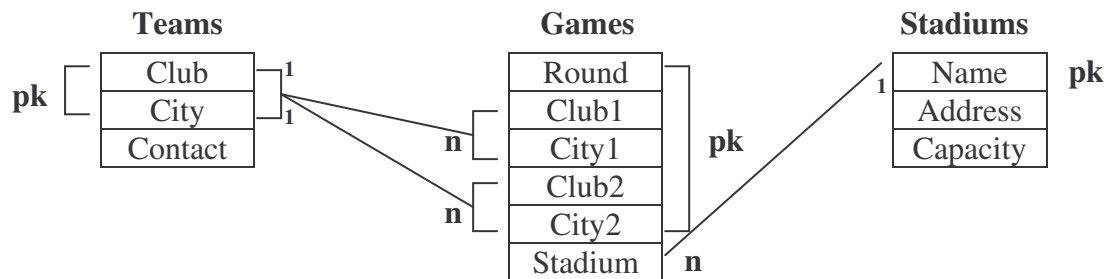 Teams
Games
Stadiums
pk
Club
City
Contact
1
1
n
n
Round
Club1
City1
Club2
City2
Stadium
pk
n
1
Name
Address
Capacity
pk